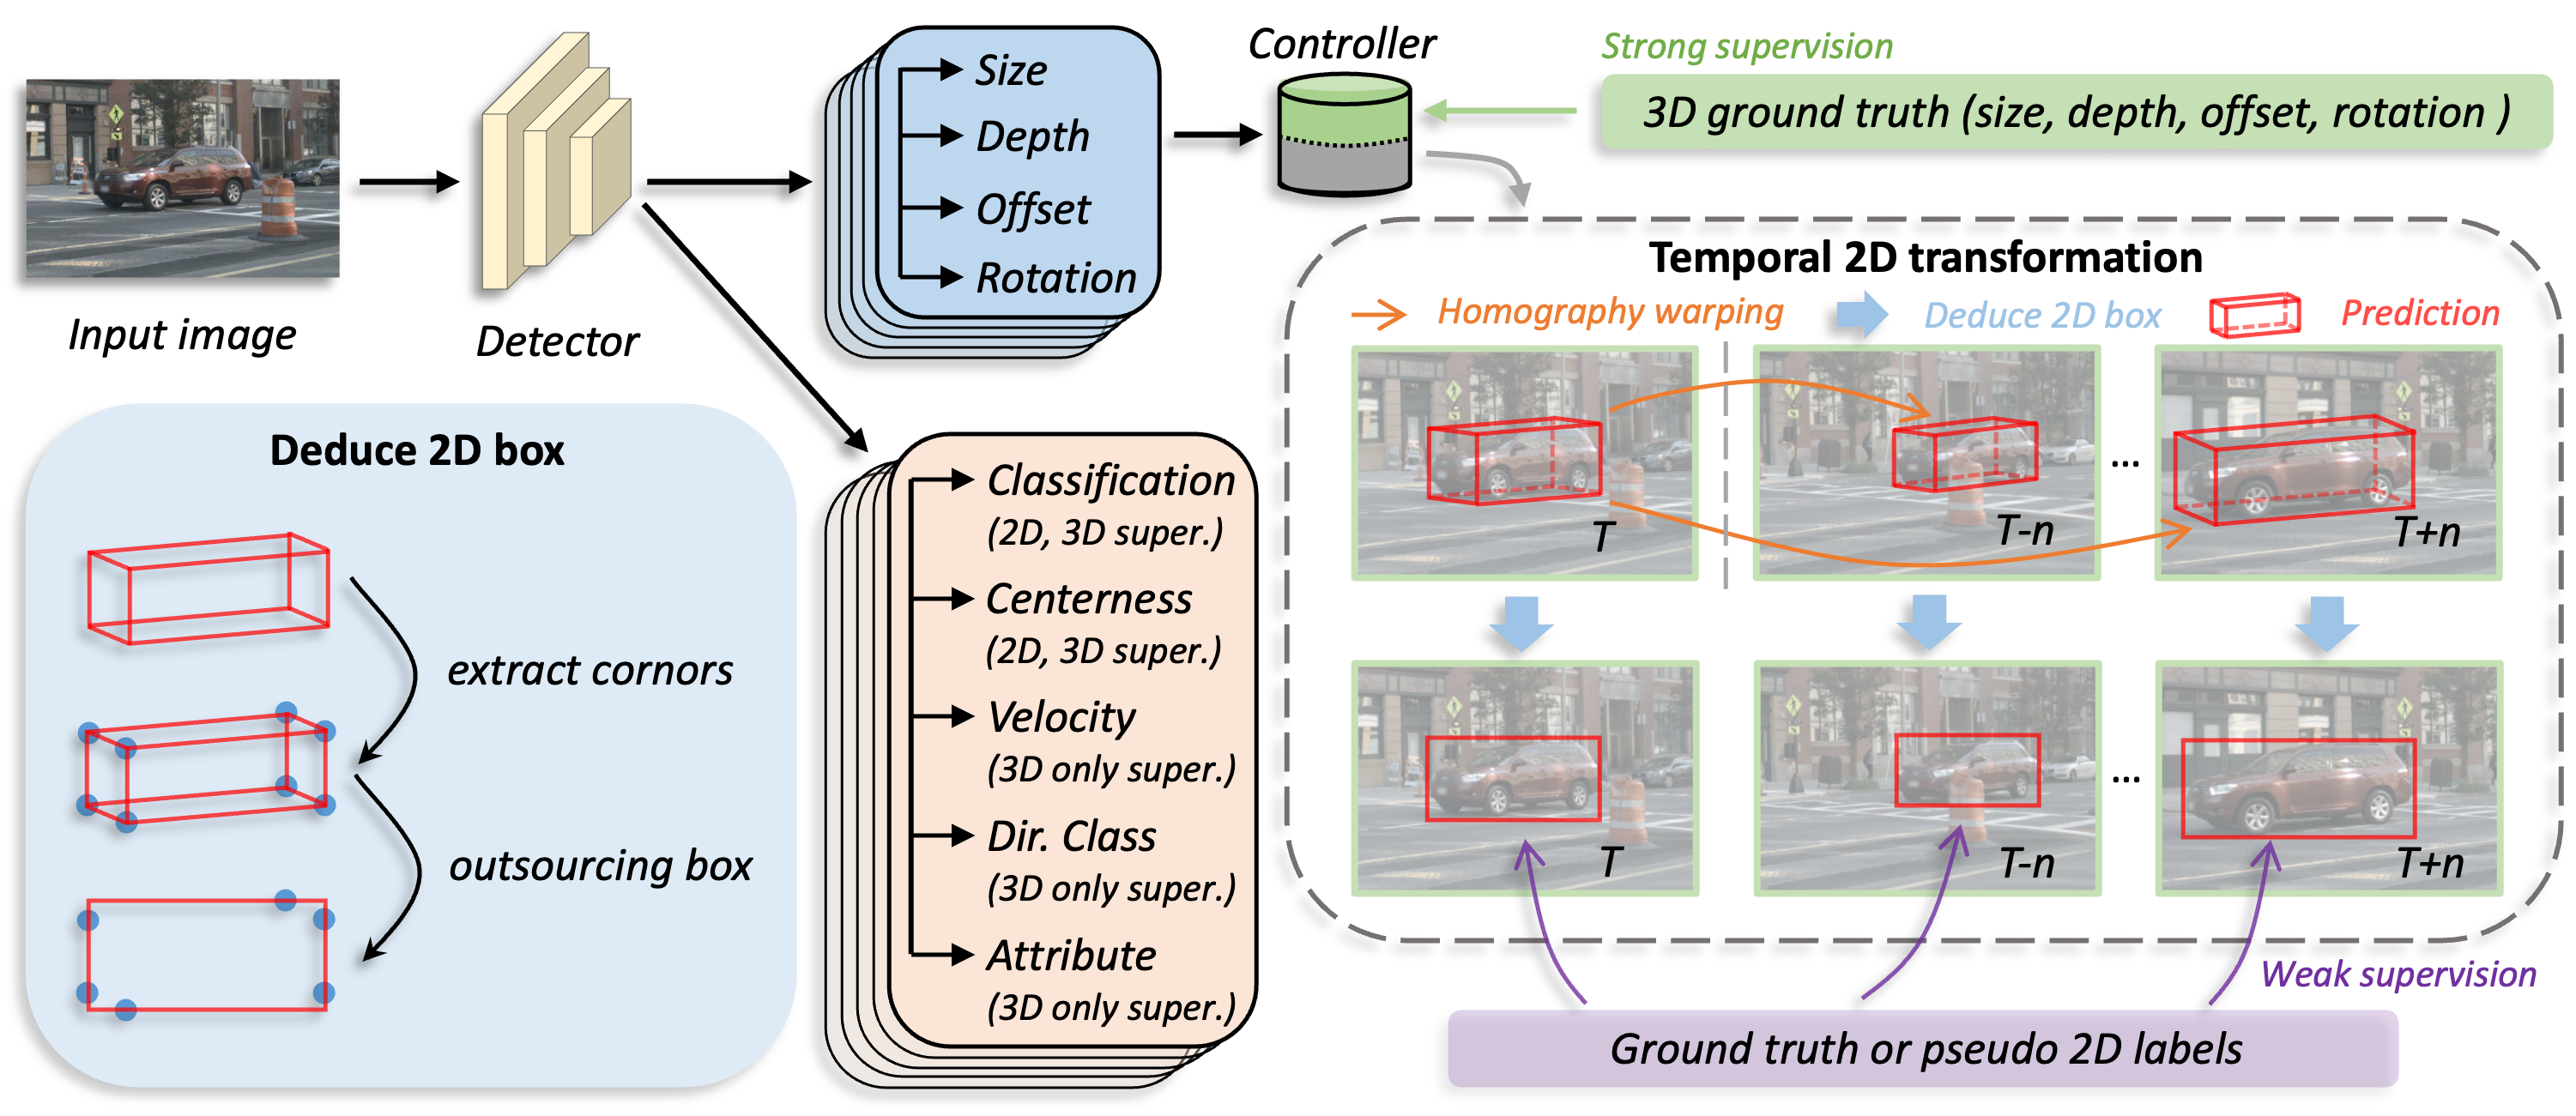 Input image
Detector
Size
Depth
Offset
Rotation
Controller
Strong supervision
3D ground truth (size, depth, offset, rotation )
Deduce 2D box
extract cornors
outsourcing box
Classification
(2D, 3D super.)
Centerness
(2D, 3D super.)
Velocity
(3D only super.)
Dir. Class
(3D only super.)
Attribute
(3D only super.)
Temporal 2D transformation
Homography warping
Deduce 2D box
Prediction
T
T-n
...
T+n
T
T-n
...
T+n
Weak supervision
Ground truth or pseudo 2D labels